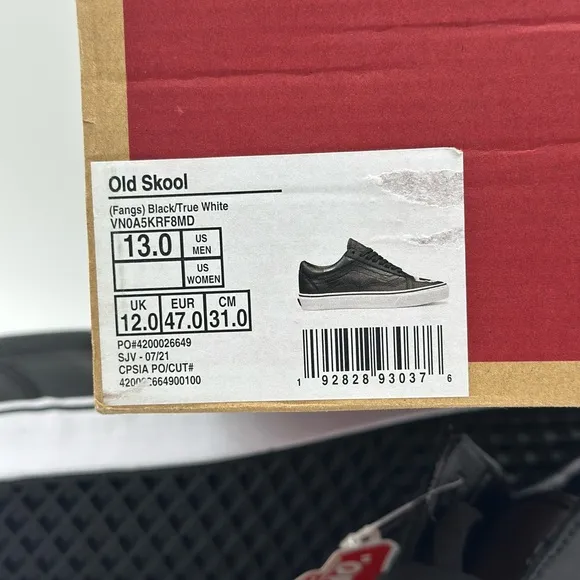 Old Skool
(Fangs) Black/True White
VN0A5KRF8MD
13.0 US MEN
US WOMEN
UK EUR CM
12.0 47.0 31.0
PO#4200026649
SJV - 07/21
CPSIA PO/CUT#
1 92828 93037 6